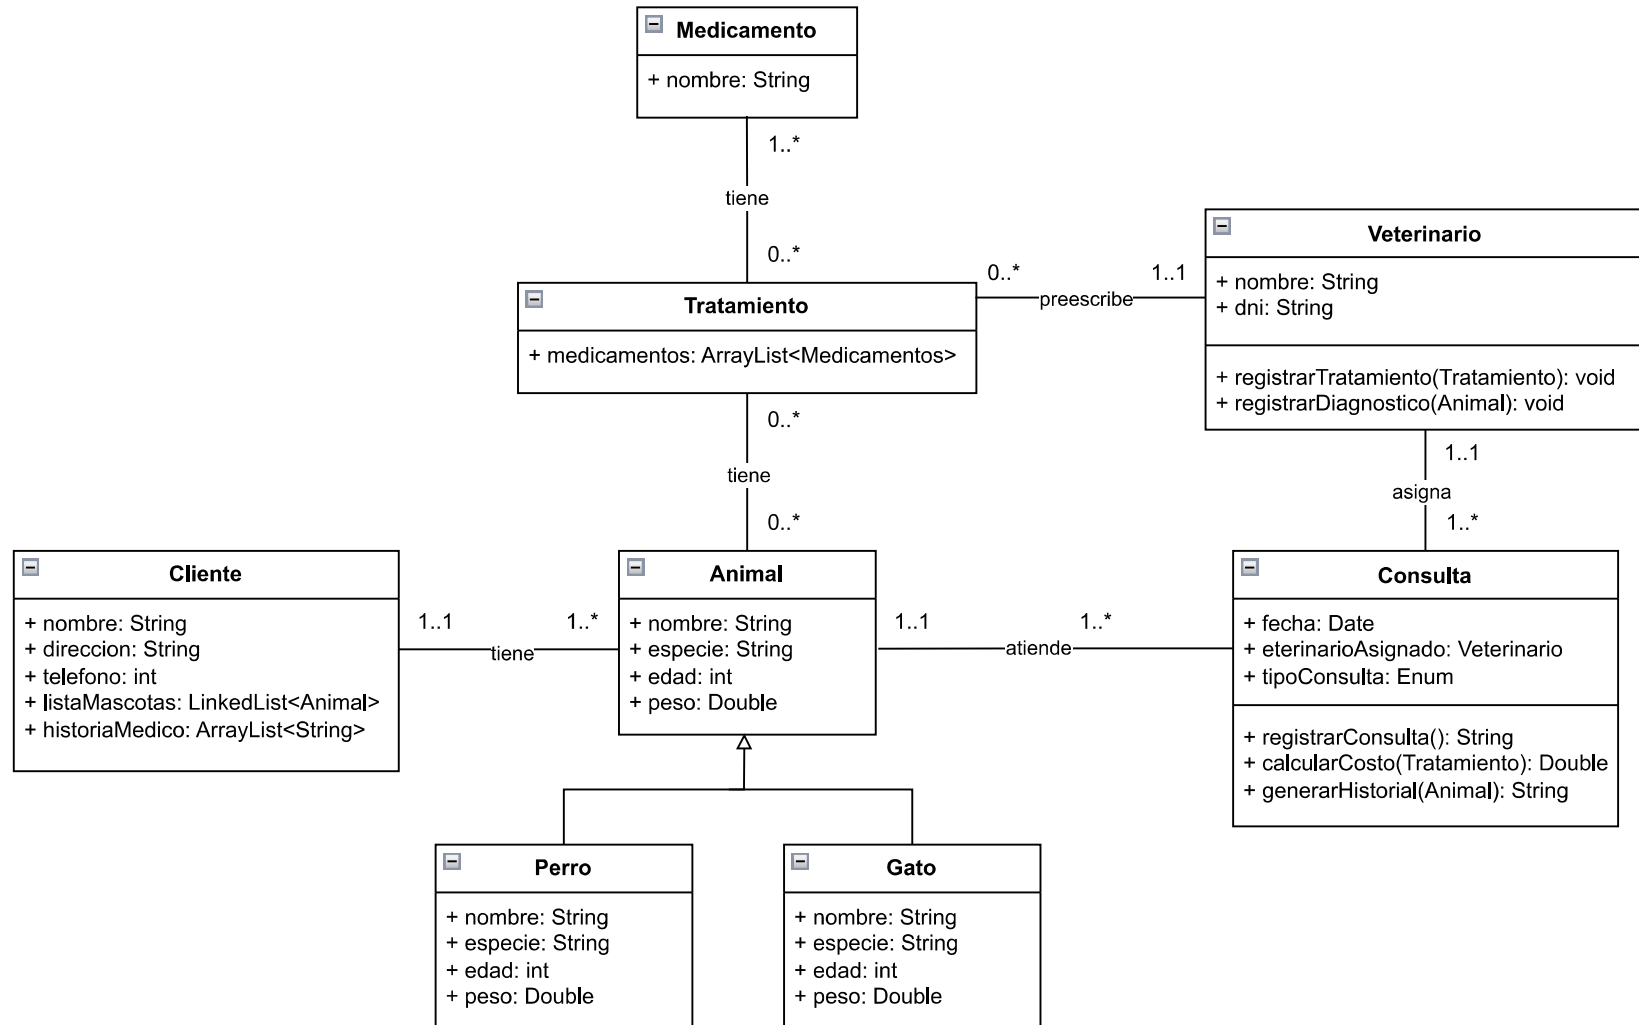 Medicamento
+ nombre: String
1..*
tiene
0..*
Tratamiento
+ medicamentos: ArrayList<Medicamentos>
0..*
preescribe
1..1
Veterinario
+ nombre: String
+ dni: String
+ registrarTratamiento(Tratamiento): void
+ registrarDiagnostico(Animal): void
0..*
tiene
0..*
1..1
asigna
1..*
Cliente
+ nombre: String
+ direccion: String
+ telefono: int
+ listaMascotas: LinkedList<Animal>
+ historiaMedico: ArrayList<String>
1..1
tiene
1..*
Animal
+ nombre: String
+ especie: String
+ edad: int
+ peso: Double
1..1
atiende
1..*
Consulta
+ fecha: Date
+ eterinarioAsignado: Veterinario
+ tipoConsulta: Enum
+ registrarConsulta(): String
+ calcularCosto(Tratamiento): Double
+ generarHistorial(Animal): String
Perro
+ nombre: String
+ especie: String
+ edad: int
+ peso: Double
Gato
+ nombre: String
+ especie: String
+ edad: int
+ peso: Double